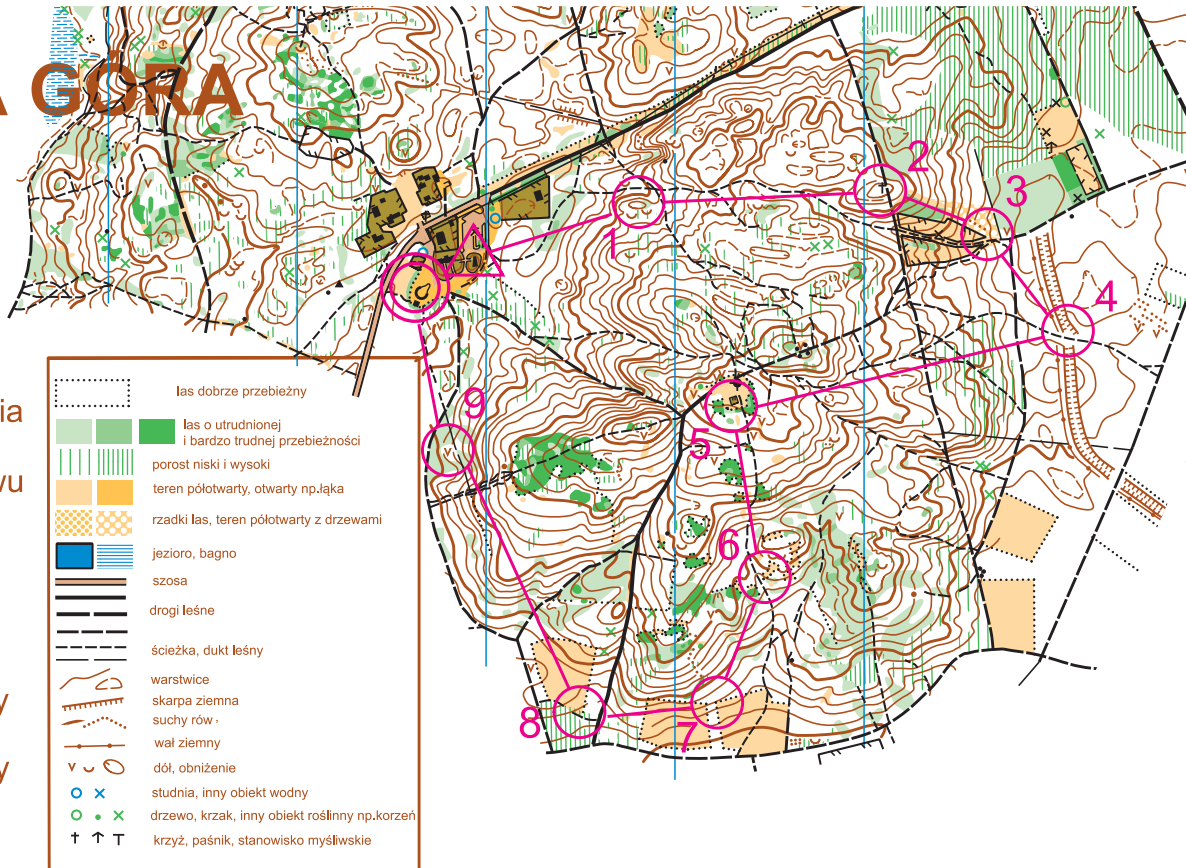 A GÓRA
1
2
3
4
5
6
7
8
9
las dobrze przebieżny
nia
las o utrudnionej
i bardzo trudnej przebieżności
porost niski i wysoki
wu
teren półotwarty, otwarty np.łąka
rzadki las, teren półotwarty z drzewami
jezioro, bagno
szosa
drogi leśne
ścieżka, dukt leśny
warstwice
y
skarpa ziemna
suchy rów
wał ziemny
y
dół, obniżenie
studnia, inny obiekt wodny
drzewo, krzak, inny obiekt roślinny np.korzeń
krzyż, paśnik, stanowisko myśliwskie